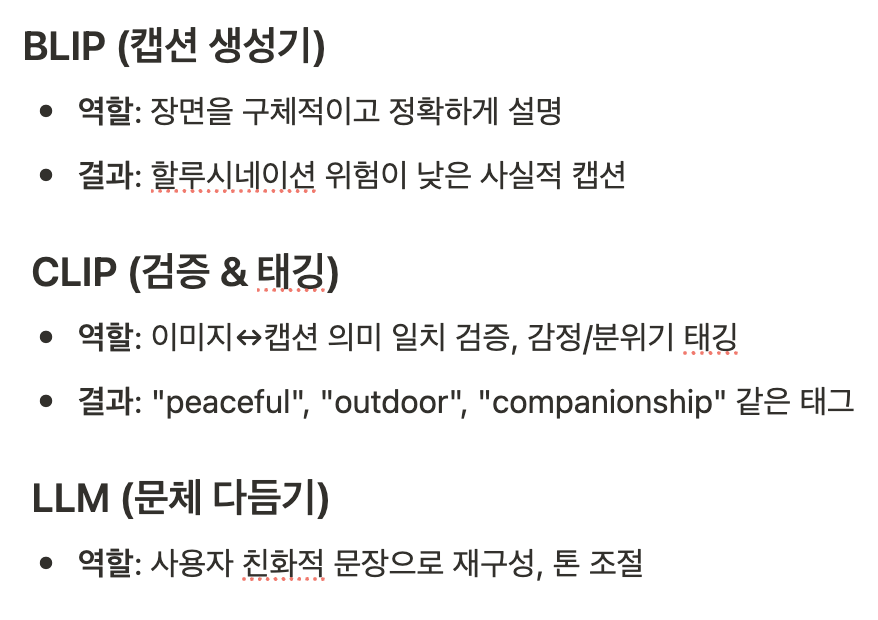 BLIP (캡션 생성기)
• 역할: 장면을 구체적이고 정확하게 설명
• 결과: 할루시네이션 위험이 낮은 사실적 캡션
CLIP (검증 & 태깅)
• 역할: 이미지↔캡션 의미 일치 검증, 감정/분위기 태깅
• 결과: "peaceful", "outdoor", "companionship" 같은 태그
LLM (문체 다듬기)
• 역할: 사용자 친화적 문장으로 재구성, 톤 조절